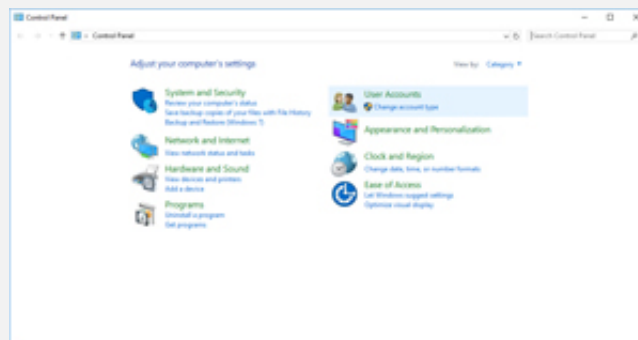 Control Panel
Control Panel
Search Control Panel
Adjust your computer's settings
View by: Category
System and Security
Review your computer's status
Save backup copies of your files with File History
Backup and Restore (Windows 7)
Network and Internet
View network status and tasks
Hardware and Sound
View devices and printers
Add a device
Programs
Uninstall a program
Get programs
User Accounts
Change account type
Appearance and Personalization
Clock and Region
Change date, time, or number formats
Ease of Access
Let Windows suggest settings
Optimize visual display